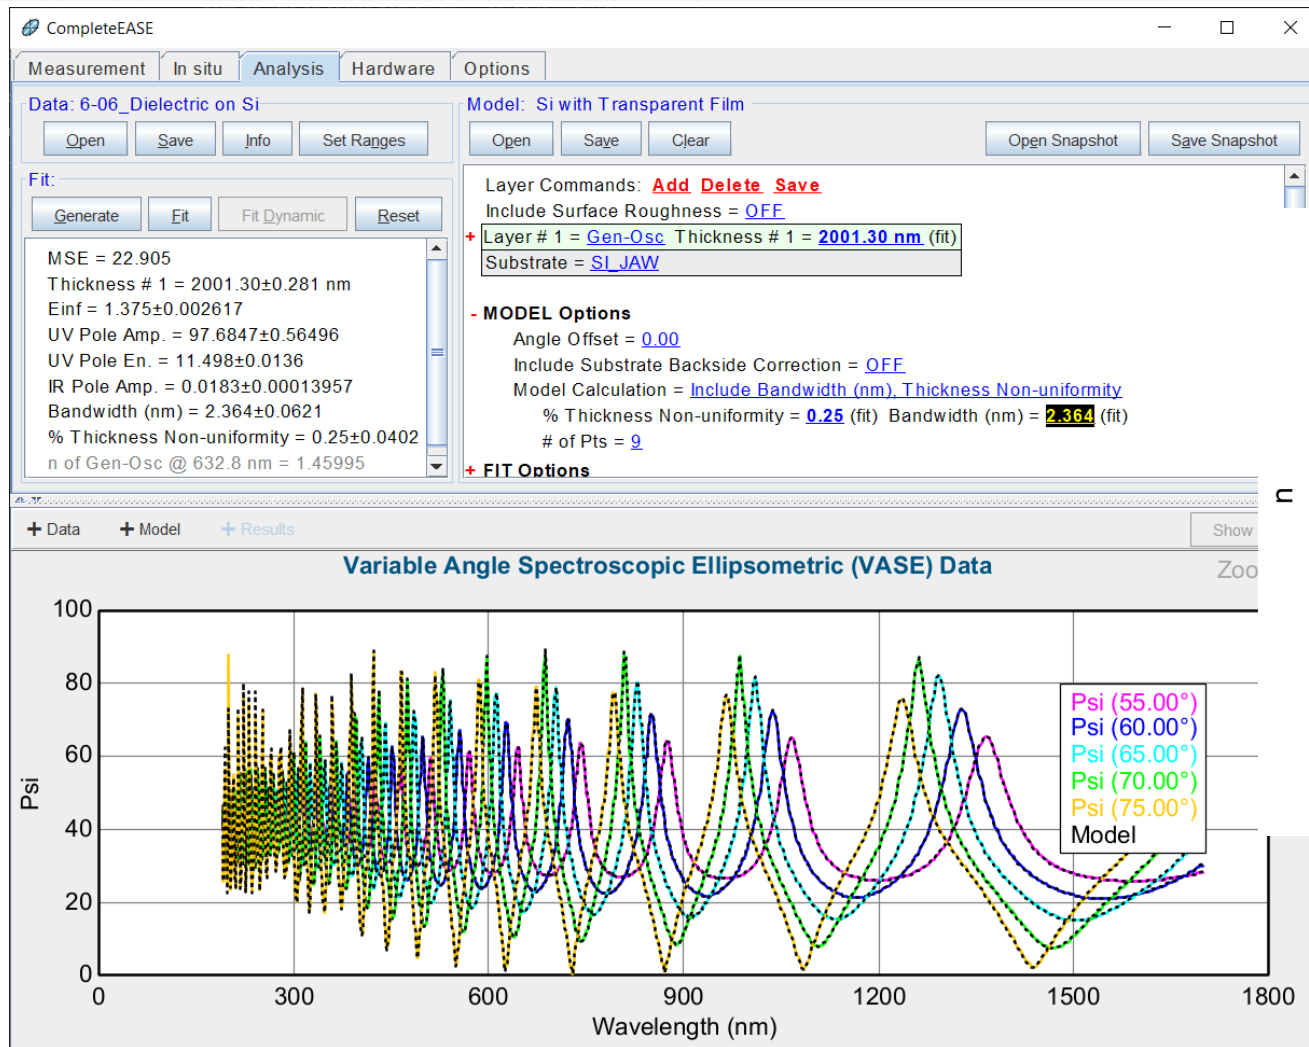 CompleteEASE
Measurement In situ Analysis Hardware Options
Data: 6-06_Dielectric on Si
Open Save Info Set Ranges
Model: Si with Transparent Film
Open Save Clear Open Snapshot Save Snapshot
Fit:
Generate Fit Fit Dynamic Reset
MSE = 22.905
Thickness # 1 = 2001.30±0.281 nm
Einf = 1.375±0.002617
UV Pole Amp. = 97.6847±0.56496
UV Pole En. = 11.498±0.0136
IR Pole Amp. = 0.0183±0.00013957
Bandwidth (nm) = 2.364±0.0621
% Thickness Non-uniformity = 0.25±0.0402
n of Gen-Osc @ 632.8 nm = 1.45995
Layer Commands: Add Delete Save
Include Surface Roughness = OFF
+ Layer # 1 = Gen-Osc Thickness # 1 = 2001.30 nm (fit)
Substrate = SI_JAW
- MODEL Options
Angle Offset = 0.00
Include Substrate Backside Correction = OFF
Model Calculation = Include Bandwidth (nm), Thickness Non-uniformity
% Thickness Non-uniformity = 0.25 (fit) Bandwidth (nm) = 2.364 (fit)
# of Pts = 9
+ FIT Options
n
+ Data + Model + Results Show
Variable Angle Spectroscopic Ellipsometric (VASE) Data
Zoo
100
80
60
40
20
0
Psi
Psi (55.00°)
Psi (60.00°)
Psi (65.00°)
Psi (70.00°)
Psi (75.00°)
Model
0 300 600 900 1200 1500 1800
Wavelength (nm)